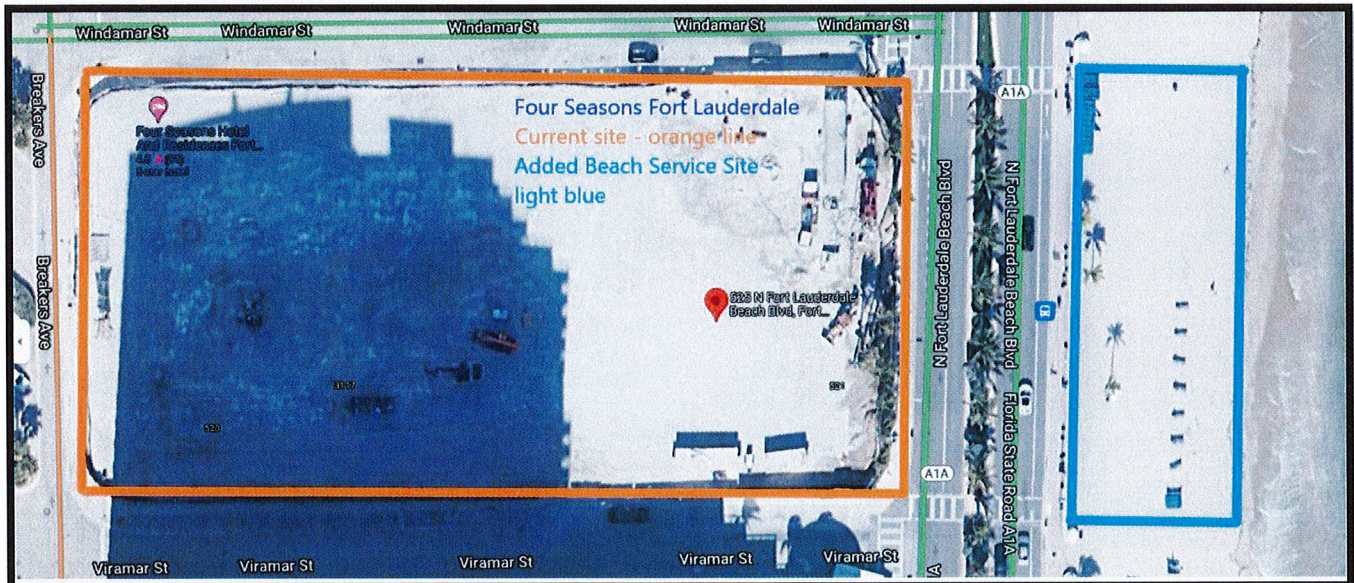 Windamar St
Windamar St
Windamar St
Windamar St
Windamar St
Breakers Ave
Breakers Ave
Four Seasons Hotel
And Residences Fort...
Four Seasons Fort Lauderdale
Current site - orange line
Added Beach Service Site -
light blue
A1A
N Fort Lauderdale Beach Blvd
N Fort Lauderdale Beach Blvd
525 N Fort Lauderdale
Beach Blvd, Fort...
3117
520
521
A1A
Florida State Road A1A
Viramar St
Viramar St
Viramar St
Viramar St
Viramar St